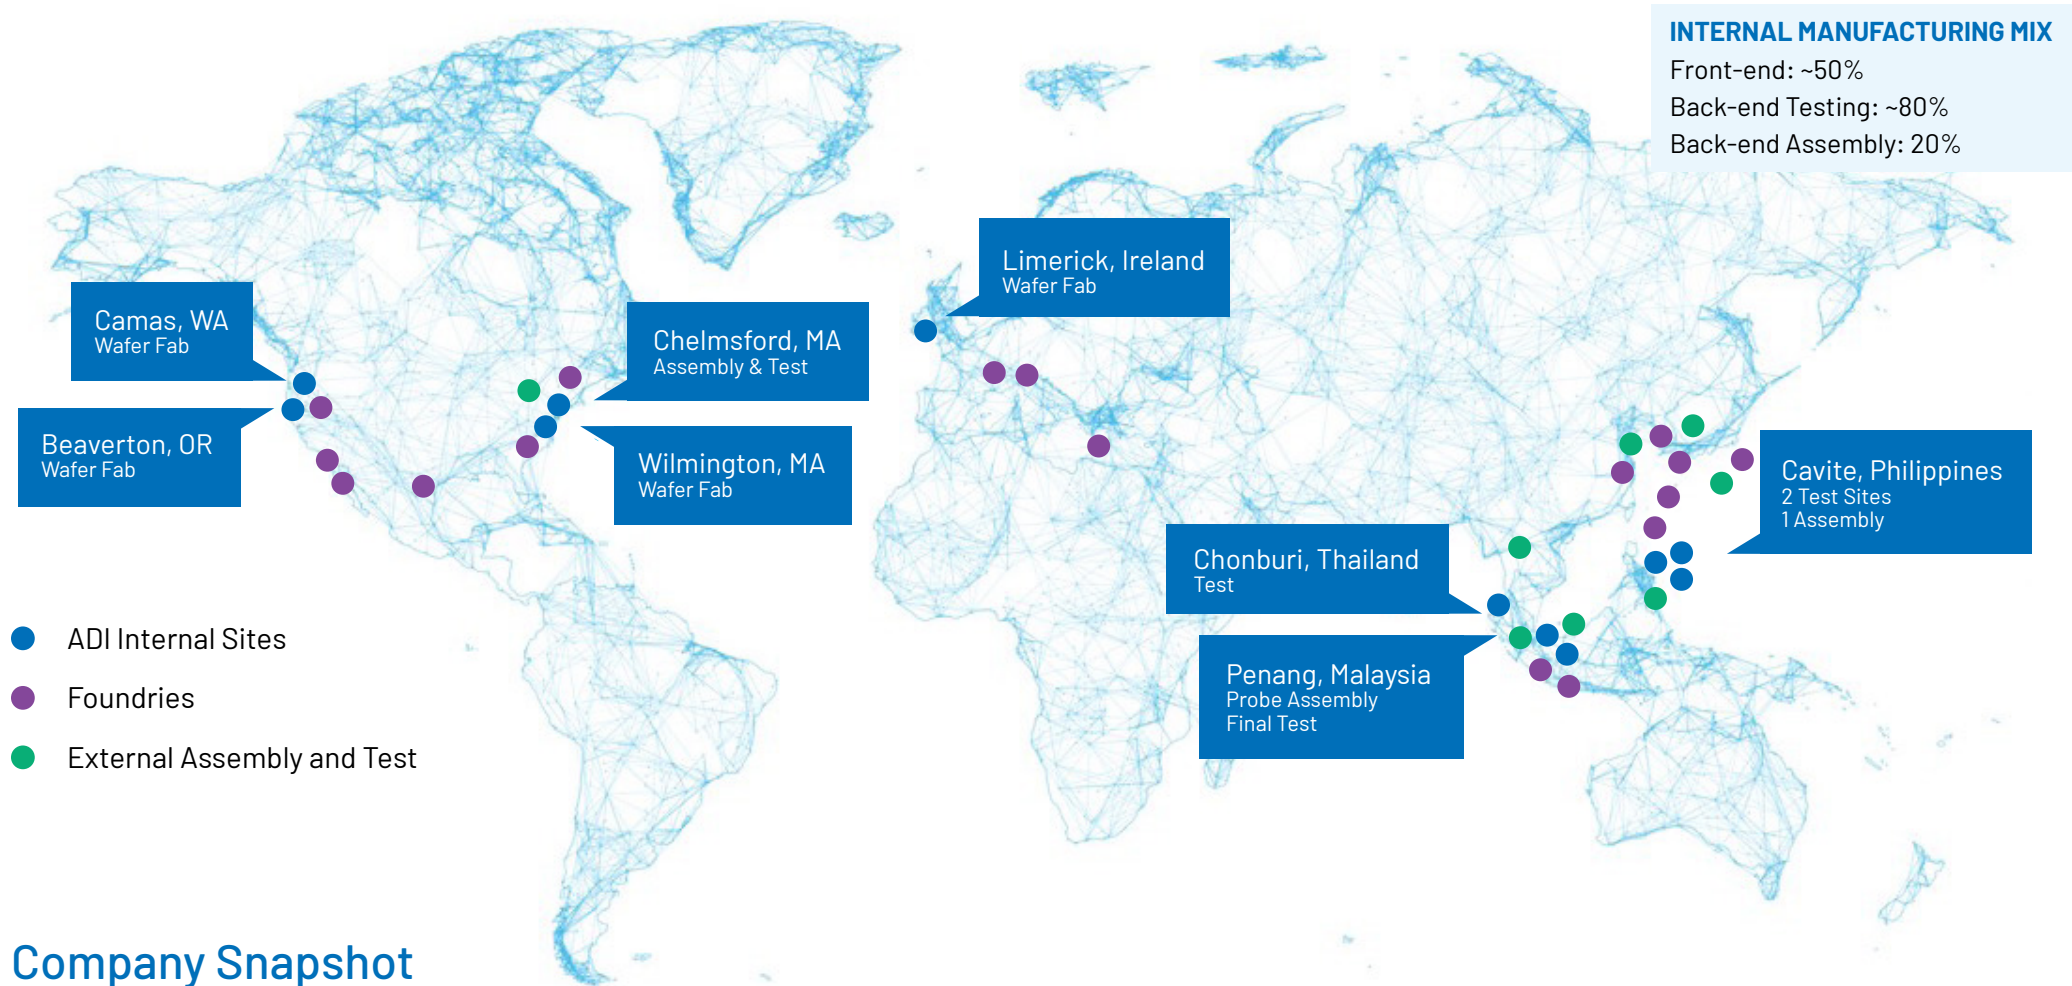 INTERNAL MANUFACTURING MIX
Front-end: ~50%
Back-end Testing: ~80%
Back-end Assembly: 20%
Limerick, Ireland
Wafer Fab
Camas, WA
Wafer Fab
Chelmsford, MA
Assembly & Test
Beaverton, OR
Wafer Fab
Wilmington, MA
Wafer Fab
Cavite, Philippines
2 Test Sites
1 Assembly
Chonburi, Thailand
Test
Penang, Malaysia
Probe Assembly
Final Test
ADI Internal Sites
Foundries
External Assembly and Test
Company Snapshot